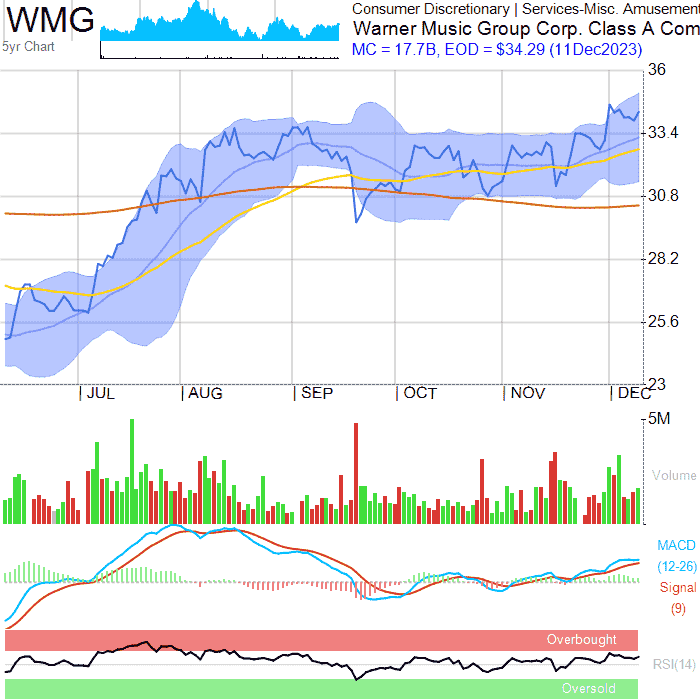 WMG
5yr Chart
Consumer Discretionary | Services-Misc. Amusement
Warner Music Group Corp. Class A Com
MC = 17.7B, EOD = $34.29 (11Dec2023)
36
33.4
30.8
28.2
25.6
23
JUL
AUG
SEP
OCT
NOV
DEC
5M
Volume
MACD
(12-26)
Signal
(9)
Overbought
RSI(14)
Oversold